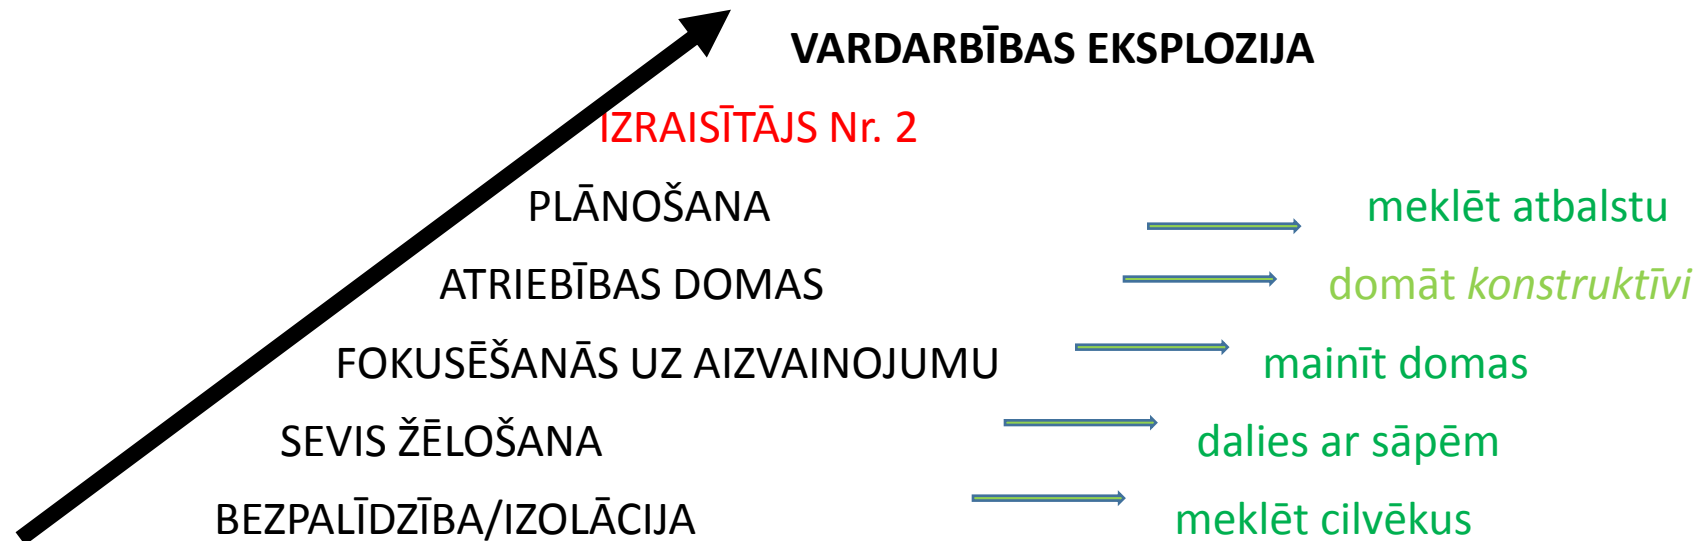 VARDARBĪBAS EKSPLOZIJA
IZRAISĪTĀJS Nr. 2
PLĀNOŠANA meklēt atbalstu
ATRIEBĪBAS DOMAS domāt konstruktīvi
FOKUSĒŠANĀS UZ AIZVAINOJUMU mainīt domas
SEVIS ŽĒLOŠANA dalies ar sāpēm
BEZPALĪDZĪBA/IZOLĀCIJA meklēt cilvēkus